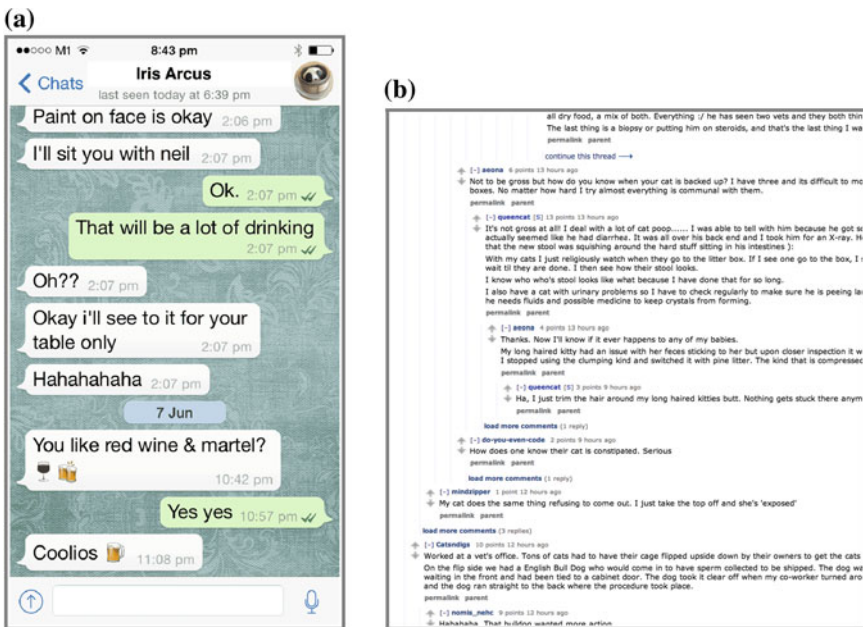 (a)
M1 8:43 pm
Chats
Iris Arcus
last seen today at 6:39 pm
Paint on face is okay 2:06 pm
I'll sit you with neil 2:07 pm
Ok. 2:07 pm
That will be a lot of drinking
2:07 pm
Oh?? 2:07 pm
Okay i'll see to it for your
table only 2:07 pm
Hahahahaha 2:07 pm
7 Jun
You like red wine & martel?
10:42 pm
Yes yes 10:57 pm
Coolios 11:08 pm
(b)
all dry food, a mix of both. Everything :/ he has seen two vets and they both thin
The last thing is a biopsy or putting him on steroids, and that's the last thing I wa
permalink parent
continue this thread →
[-] aeona 6 points 13 hours ago
Not to be gross but how do you know when your cat is backed up? I have three and its difficult to mo
boxes. No matter how hard I try almost everything is communal with them.
permalink parent
[-] queencat [S] 13 points 13 hours ago
It's not gross at all! I deal with a lot of cat poop...... I was able to tell with him because he got so
actually seemed like he had diarrhea. It was all over his back end and I took him for an X-ray. H
that the new stool was squishing around the hard stuff sitting in his intestines ):
With my cats I just religiously watch when they go to the litter box. If I see one go to the box, I
wait til they are done. I then see how their stool looks.
I know who who's stool looks like what because I have done that for so long.
I also have a cat with urinary problems so I have to check regularly to make sure he is peeing la
he needs fluids and possible medicine to keep crystals from forming.
permalink parent
[-] aeona 4 points 13 hours ago
Thanks. Now I'll know if it ever happens to any of my babies.
My long haired kitty had an issue with her feces sticking to her but upon closer inspection it w
I stopped using the clumping kind and switched it with pine litter. The kind that is compressed
permalink parent
[-] queencat [S] 3 points 9 hours ago
Ha, I just trim the hair around my long haired kitties butt. Nothing gets stuck there anym
permalink parent
load more comments (1 reply)
[-] do-you-even-code 2 points 9 hours ago
How does one know their cat is constipated. Serious
permalink parent
load more comments (1 reply)
[-] mindzipper 1 point 12 hours ago
My cat does the same thing refusing to come out. I just take the top off and she's 'exposed'
permalink parent
load more comments (3 replies)
[-] Catsndigs 10 points 12 hours ago
Worked at a vet's office. Tons of cats had to have their cage flipped upside down by their owners to get the cats
On the flip side we had a English Bull Dog who would come in to have sperm collected to be shipped. The dog wa
waiting in the front and had been tied to a cabinet door. The dog took it clear off when my co-worker turned aro
and the dog ran straight to the back where the procedure took place.
permalink parent
[-] nomis_nehc 9 points 12 hours ago
Hahahaha. That bulldog wanted more action